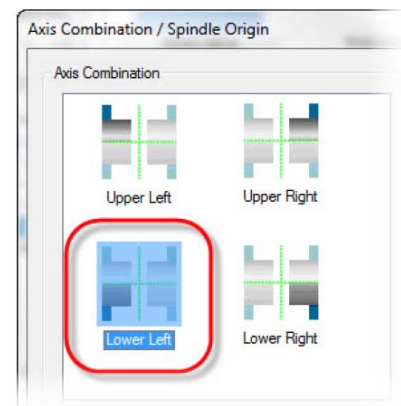 Axis Combination / Spindle Origin
Axis Combination
Upper Left Upper Right
Lower Left Lower Right